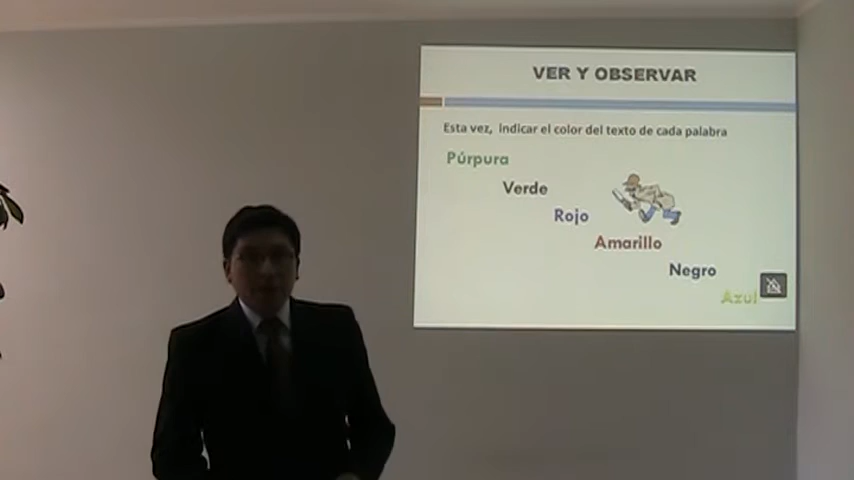 VER Y OBSERVAR
Esta vez, indicar el color del texto de cada palabra
Púrpura
Verde
Rojo
Amarillo
Negro
Azul